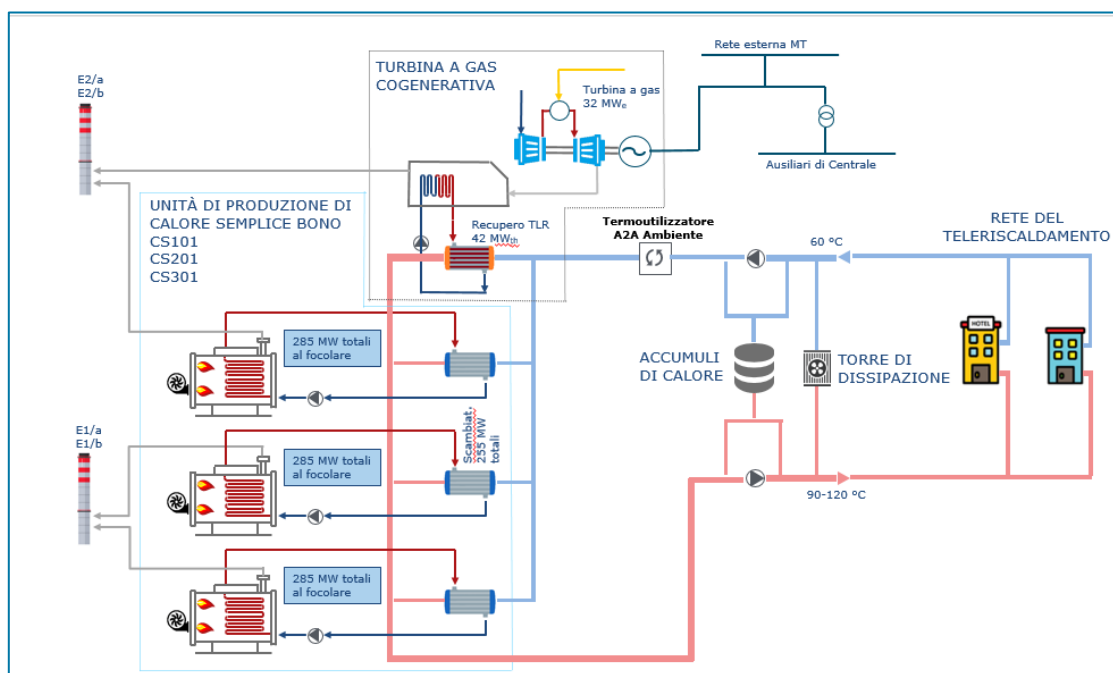 E2/a
E2/b
TURBINA A GAS
COGENERATIVA
Turbina a gas
32 MWe
Rete esterna MT
Ausiliari di Centrale
UNITÀ DI PRODUZIONE DI
CALORE SEMPLICE BONO
CS101
CS201
CS301
Recupero TLR
42 MWth
Termoutilizzatore
A2A Ambiente
60 °C
RETE DEL
TELERISCALDAMENTO
HOTEL
285 MW totali
al focolare
ACCUMULI
DI CALORE
TORRE DI
DISSIPAZIONE
E1/a
E1/b
285 MW totali
al focolare
Scambiat.
255 MW
totali
90-120 °C
285 MW totali
al focolare